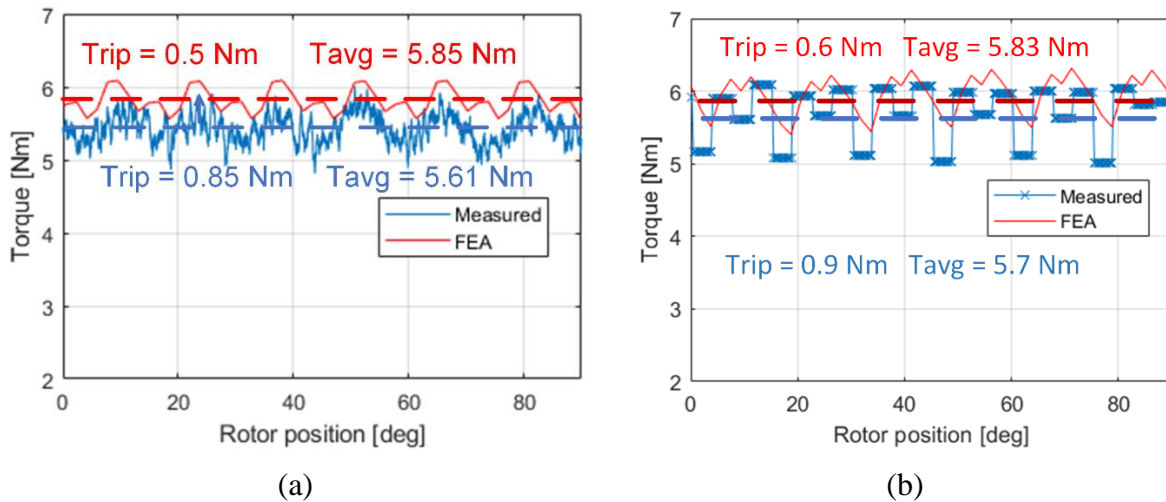 7
Trip = 0.5 Nm Tavg = 5.85 Nm
6
5
Trip = 0.85 Nm Tavg = 5.61 Nm
Measured
FEA
4
3
2
0 20 40 60 80
Torque [Nm]
Rotor position [deg]
(a)
7
Trip = 0.6 Nm Tavg = 5.83 Nm
6
5
Measured
FEA
4
Trip = 0.9 Nm Tavg = 5.7 Nm
3
2
0 20 40 60 80
Torque [Nm]
Rotor position [deg]
(b)